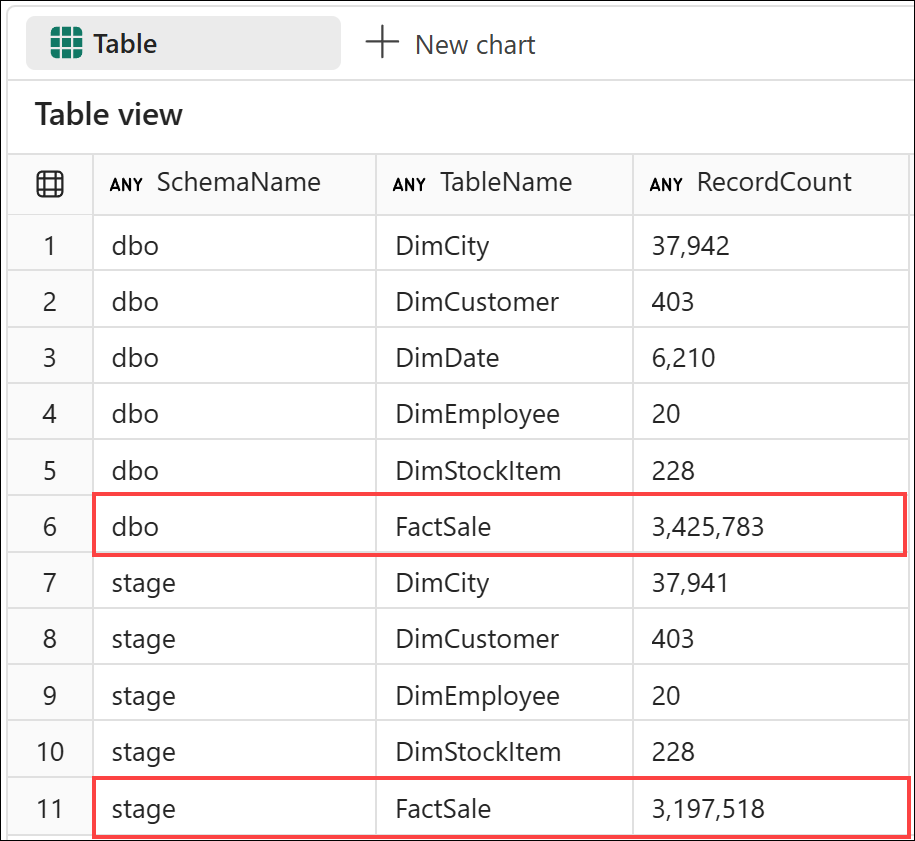 Table New chart
Table view
ANY SchemaName ANY TableName ANY RecordCount
1 dbo DimCity 37,942
2 dbo DimCustomer 403
3 dbo DimDate 6,210
4 dbo DimEmployee 20
5 dbo DimStockItem 228
6 dbo FactSale 3,425,783
7 stage DimCity 37,941
8 stage DimCustomer 403
9 stage DimEmployee 20
10 stage DimStockItem 228
11 stage FactSale 3,197,518